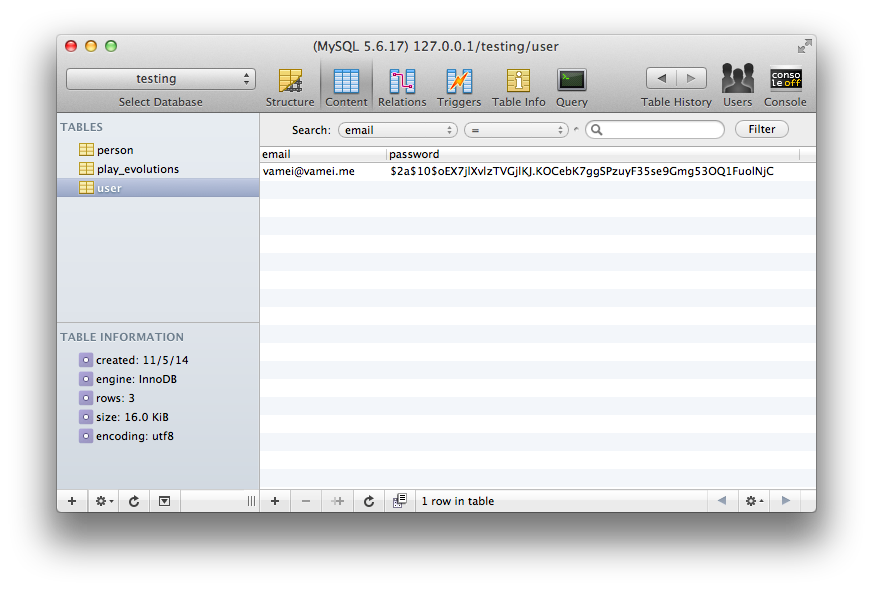 (MySQL 5.6.17) 127.0.0.1/testing/user
testing
Select Database
Structure
Content
Relations
Triggers
Table Info
Query
Table History
Users
conso
le off
Console
TABLES
person
play_evolutions
user
Search:
email
=
Filter
email
password
vamei@vamei.me
$2a$10$oEX7jlXvlzTVGjlKJ.KOCebK7ggSPzuyF35se9Gmg53OQ1FuolNjC
TABLE INFORMATION
created: 11/5/14
engine: InnoDB
rows: 3
size: 16.0 KiB
encoding: utf8
1 row in table